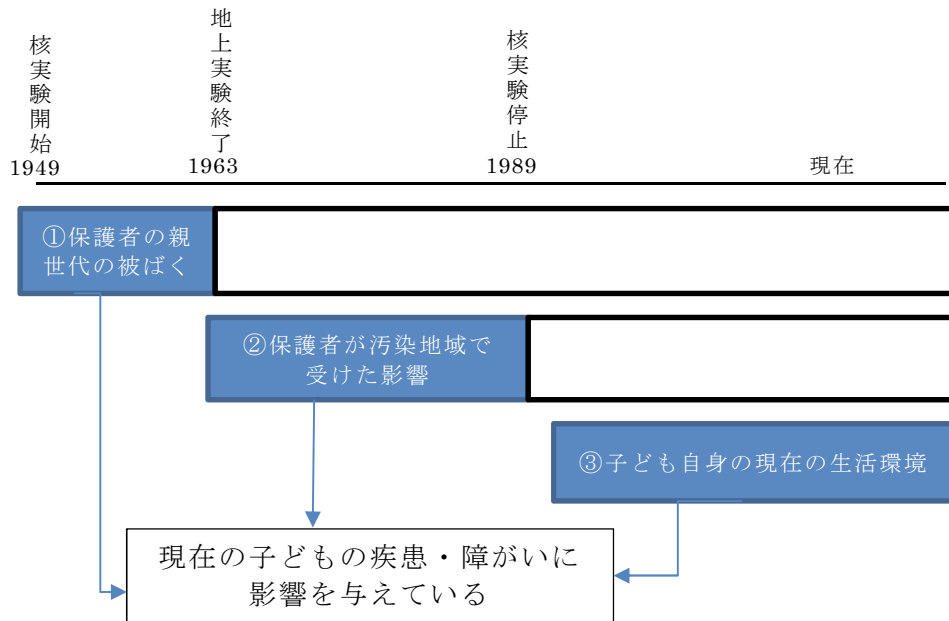 核実験開始
1949
地上実験終了
1963
核実験停止
1989
現在
①保護者の親
世代の被ばく
②保護者が汚染地域で
受けた影響
③子ども自身の現在の生活環境
現在の子どもの疾患・障がいに
影響を与えている